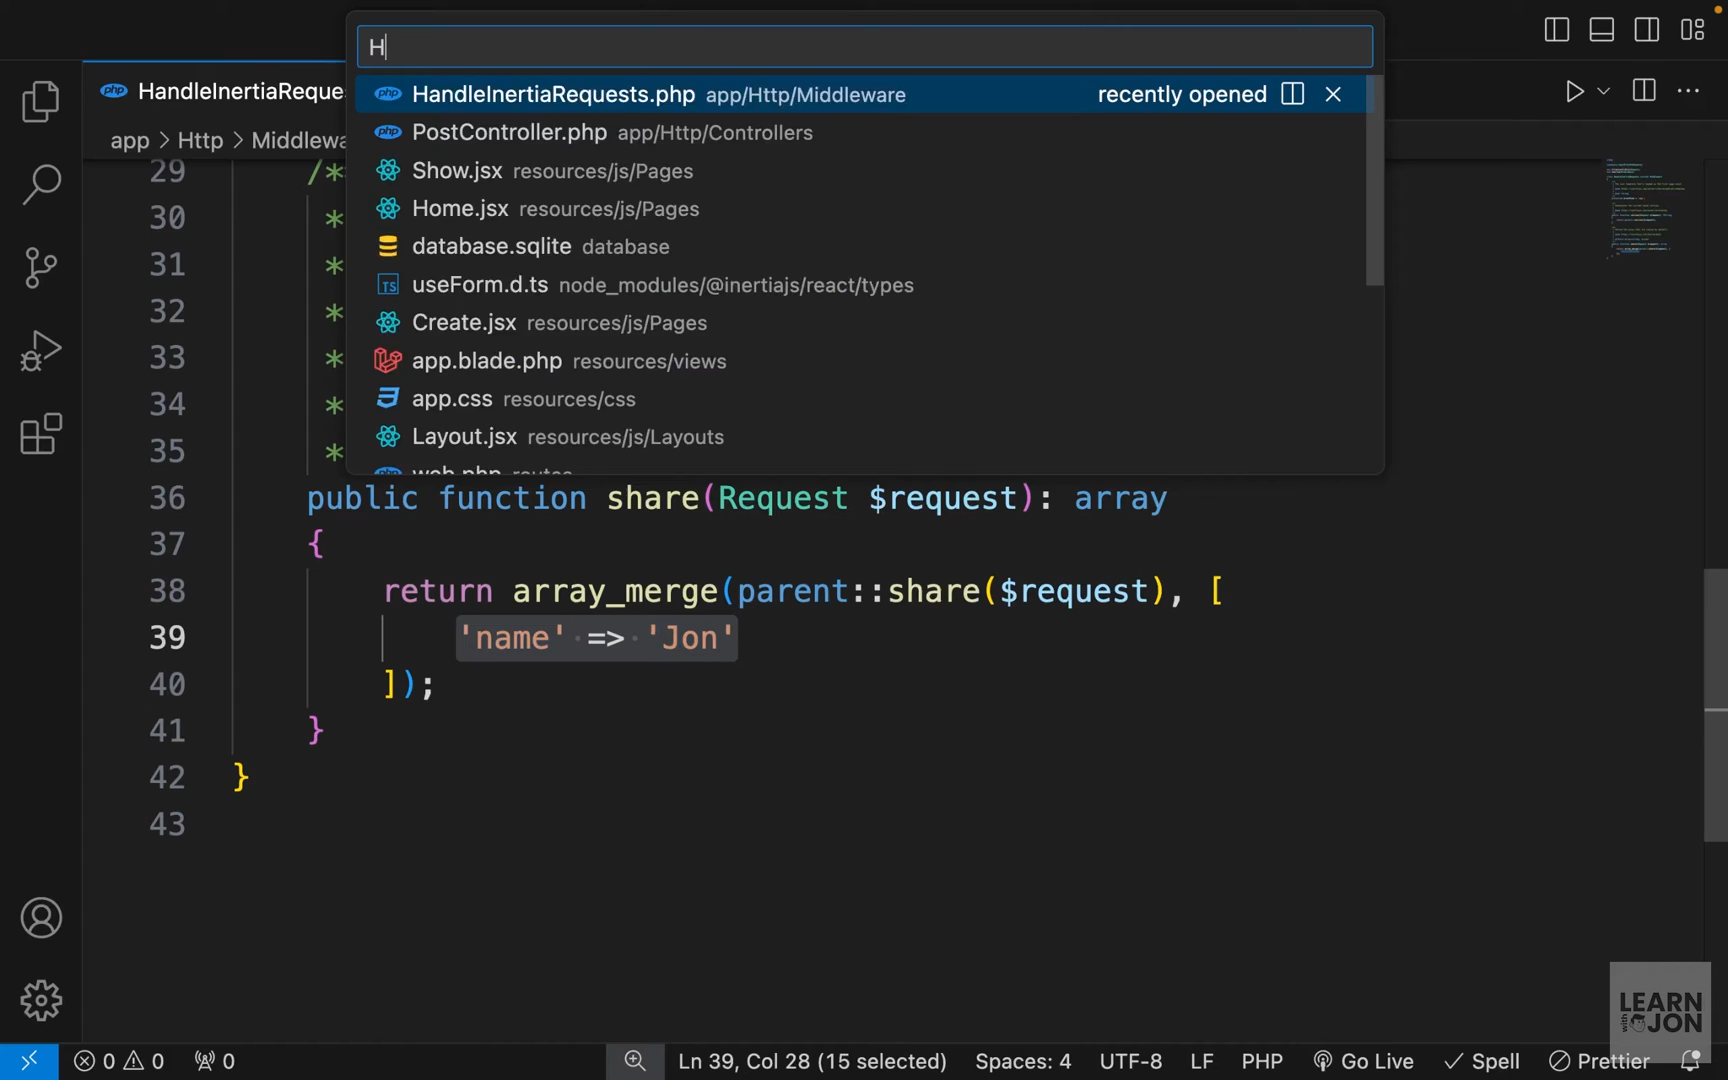 H
HandleInertiaReque
HandleInertiaRequests.php app/Http/Middleware recently opened
PostController.php app/Http/Controllers
app > Http > Middlewa
Show.jsx resources/js/Pages
Home.jsx resources/js/Pages
database.sqlite database
useForm.d.ts node_modules/@inertiajs/react/types
Create.jsx resources/js/Pages
app.blade.php resources/views
app.css resources/css
Layout.jsx resources/js/Layouts
web.php routes
29 /*
30 *
31 *
32 *
33 *
34 *
35 *
36 public function share(Request $request): array
37 {
38 return array_merge(parent::share($request), [
39 'name' => 'Jon'
40 ]);
41 }
42 }
43
LEARN
with JON
0 0 0 Ln 39, Col 28 (15 selected) Spaces: 4 UTF-8 LF PHP Go Live Spell Prettier